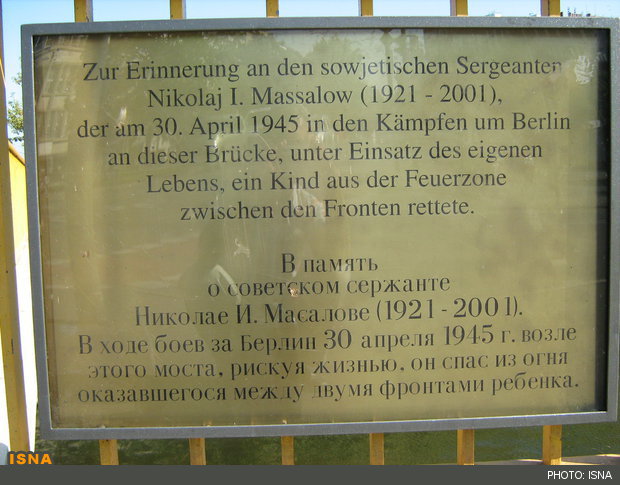 Zur Erinnerung an den sowjetischen Sergeanten
Nikolaj I. Massalow (1921 - 2001),
der am 30. April 1945 in den Kämpfen um Berlin
an dieser Brücke, unter Einsatz des eigenen
Lebens, ein Kind aus der Feuerzone
zwischen den Fronten rettete.
В память
о советском сержанте
Николае И. Масалове (1921 - 2001).
В ходе боев за Берлин 30 апреля 1945 г. возле
этого моста, рискуя жизнью, он спас из огня
оказавшегося между двумя фронтами ребенка.
ISNA
PHOTO: ISNA